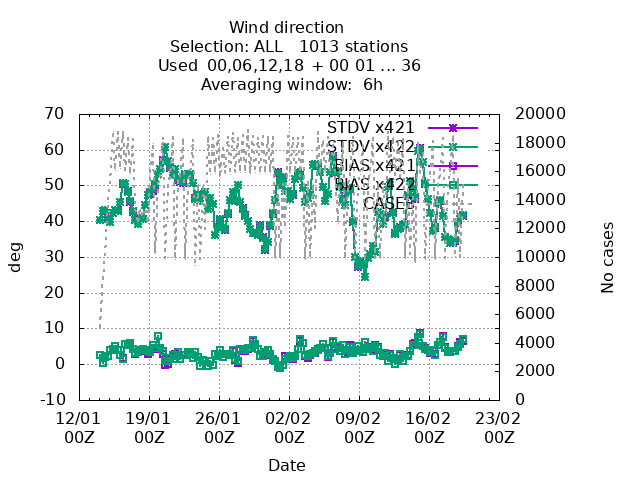 Wind direction
Selection: ALL   1013 stations
Used  00,06,12,18  + 00 01 ... 36
Averaging window:  6h
70
60
50
40
30
20
10
0
-10
deg
STDV x421
STDV x422
BIAS x421
BIAS x422
CASES
20000
18000
16000
14000
12000
10000
8000
6000
4000
2000
0
No cases
12/01 19/01 26/01 02/02 09/02 16/02 23/02
00Z 00Z 00Z 00Z 00Z 00Z 00Z
Date